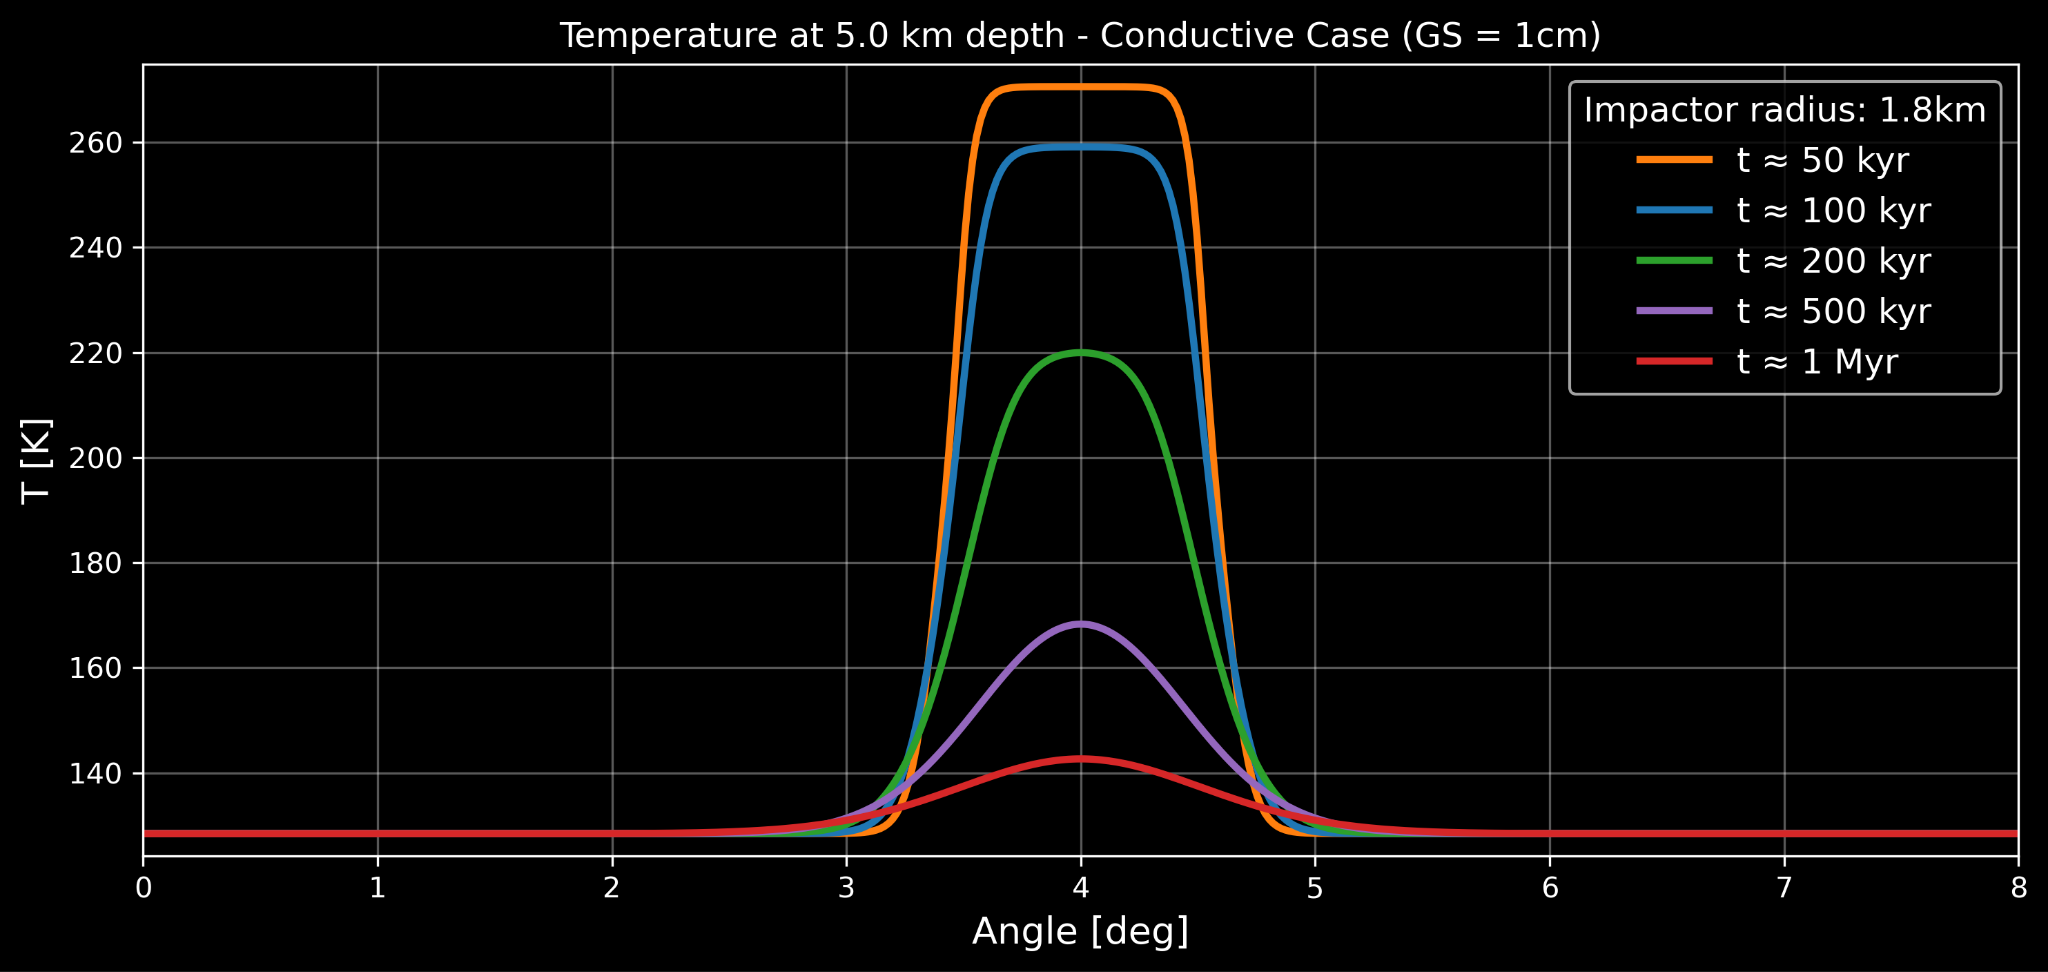 Temperature at 5.0 km depth - Conductive Case (GS = 1cm)
Impactor radius: 1.8km
t ≈ 50 kyr
t ≈ 100 kyr
t ≈ 200 kyr
t ≈ 500 kyr
t ≈ 1 Myr
T [K]
260
240
220
200
180
160
140
0 1 2 3 4 5 6 7 8
Angle [deg]